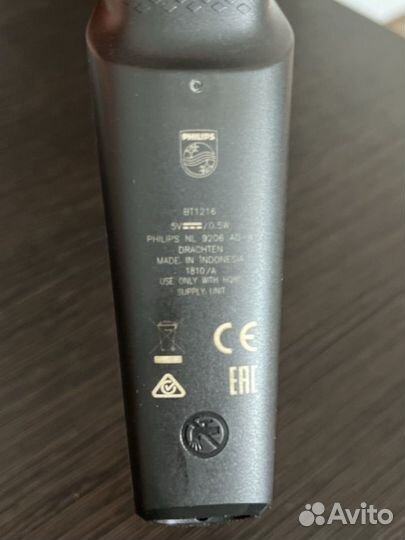 PHILIPS
BT1216
5V⎓/0.5W
PHILIPS NL 9206 AD-4
DRACHTEN
MADE IN INDONESIA
1810/A
USE ONLY WITH
SUPPLY UNIT
CE
EAC
Avito